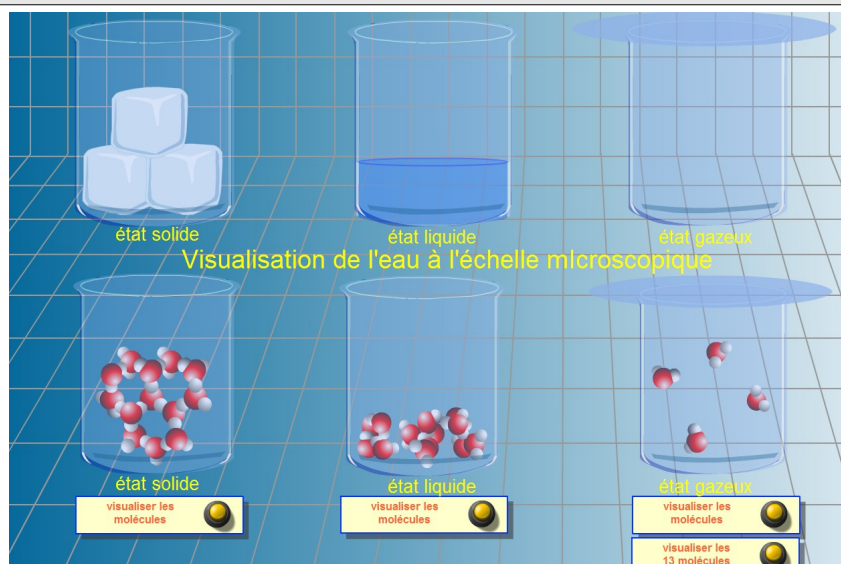 état solide
état liquide
état gazeux
Visualisation de l'eau à l'échelle mIcroscopique
état solide
état liquide
état gazeux
visualiser les
molécules
visualiser les
molécules
visualiser les
molécules
visualiser les
13 molécules